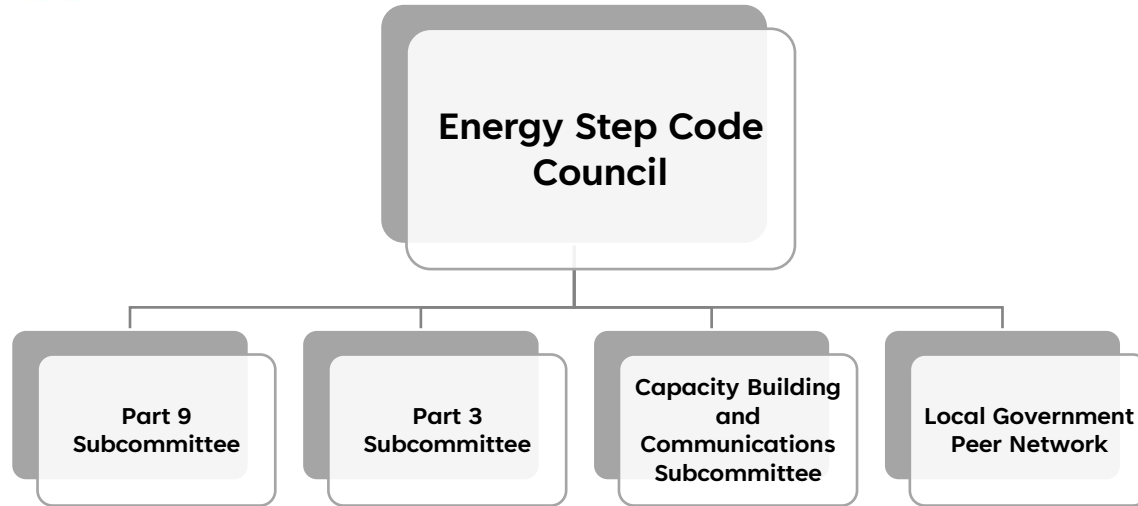 Energy Step Code
Council
Part 9
Subcommittee
Part 3
Subcommittee
Capacity Building
and
Communications
Subcommittee
Local Government
Peer Network